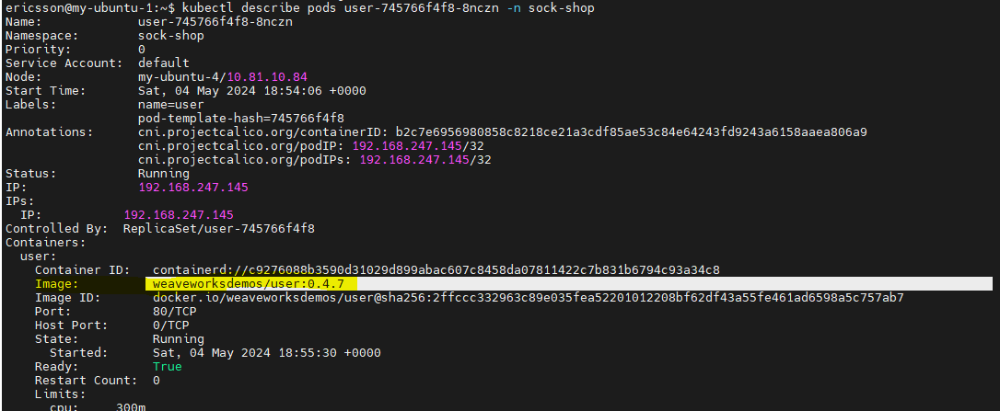 ericsson@my-ubuntu-1:~$ kubectl describe pods user-745766f4f8-8nczn -n sock-shop
Name:             user-745766f4f8-8nczn
Namespace:        sock-shop
Priority:         0
Service Account:  default
Node:             my-ubuntu-4/10.81.10.84
Start Time:       Sat, 04 May 2024 18:54:06 +0000
Labels:           name=user
                  pod-template-hash=745766f4f8
Annotations:      cni.projectcalico.org/containerID: b2c7e6956980858c8218ce21a3cdf85ae53c84e64243fd9243a6158aaea806a9
                  cni.projectcalico.org/podIP: 192.168.247.145/32
                  cni.projectcalico.org/podIPs: 192.168.247.145/32
Status:           Running
IP:               192.168.247.145
IPs:
  IP:           192.168.247.145
Controlled By:  ReplicaSet/user-745766f4f8
Containers:
  user:
    Container ID:   containerd://c9276088b3590d31029d899abac607c8458da07811422c7b831b6794c93a34c8
    Image:          weaveworksdemos/user:0.4.7
    Image ID:       docker.io/weaveworksdemos/user@sha256:2ffccc332963c89e035fea52201012208bf62df43a55fe461ad6598a5c757ab7
    Port:           80/TCP
    Host Port:      0/TCP
    State:          Running
      Started:      Sat, 04 May 2024 18:55:30 +0000
    Ready:          True
    Restart Count:  0
    Limits:
      cpu:     300m